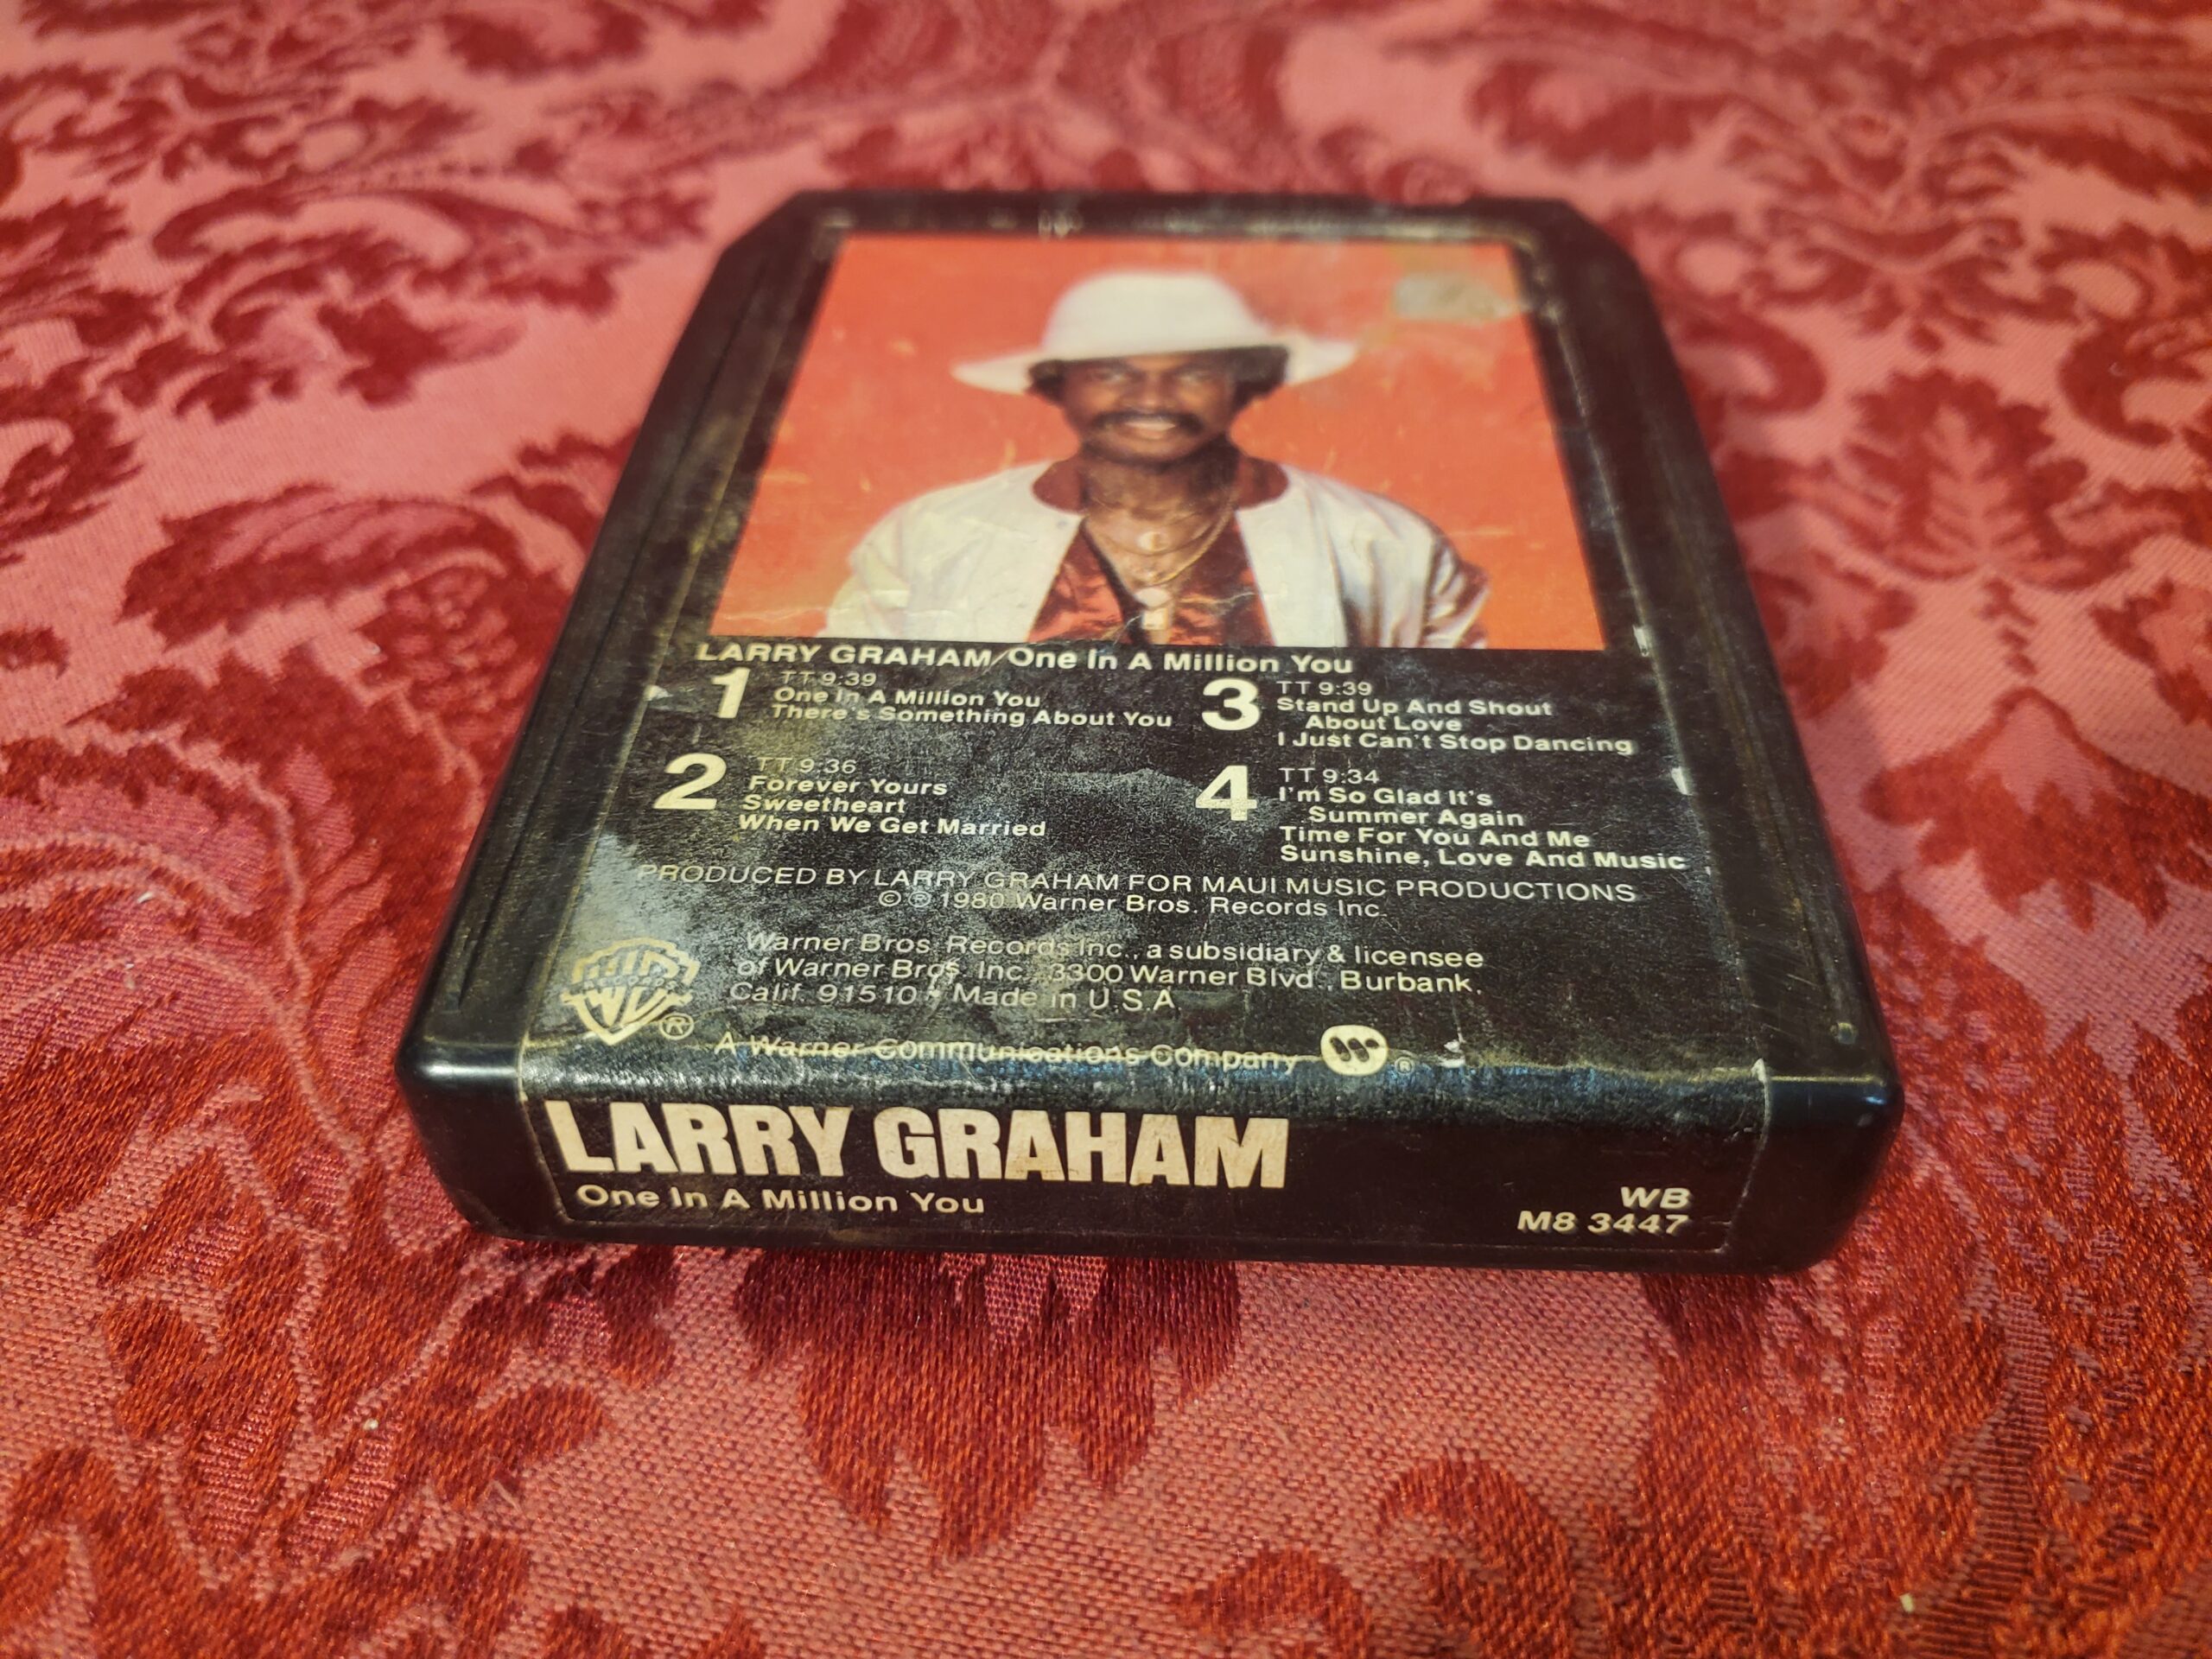 LARRY GRAHAM/One In A Million You
1 TT 9:39
One In A Million You
There's Something About You
2 TT 9:36
Forever Yours
Sweetheart
When We Get Married
3 TT 9:39
Stand Up And Shout
About Love
I Just Can't Stop Dancing
4 TT 9:34
I'm So Glad It's
Summer Again
Time For You And Me
Sunshine, Love And Music
PRODUCED BY LARRY GRAHAM FOR MAUI MUSIC PRODUCTIONS
© ℗ 1980 Warner Bros. Records Inc.
Warner Bros. Records Inc., a subsidiary & licensee
of Warner Bros. Inc., 3300 Warner Blvd., Burbank,
Calif. 91510 • Made in U.S.A.
WB ®
A Warner Communications Company ®
LARRY GRAHAM
One In A Million You
WB
M8 3447